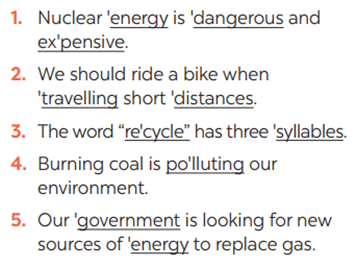 1. Nuclear 'energy is 'dangerous and
ex'pensive.
2. We should ride a bike when
'travelling short 'distances.
3. The word “re'cycle” has three 'syllables.
4. Burning coal is po'lluting our
environment.
5. Our 'government is looking for new
sources of 'energy to replace gas.